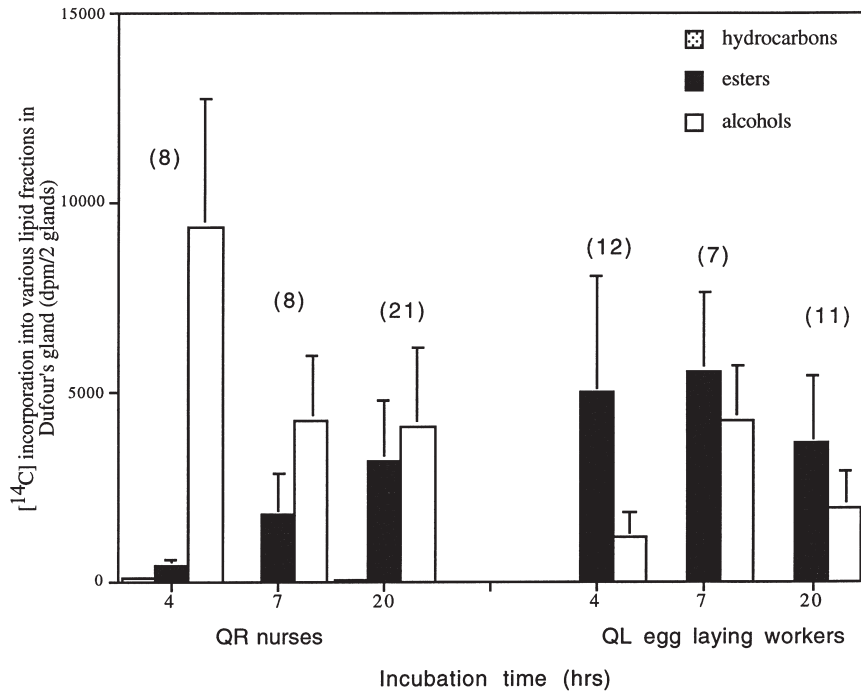 [¹⁴C] incorporation into various lipid fractions in
Dufour's gland (dpm/2 glands)
15000
10000
5000
0
hydrocarbons
esters
alcohols
(8)
(8)
(21)
(12)
(7)
(11)
4
7
20
4
7
20
QR nurses
QL egg laying workers
Incubation time (hrs)